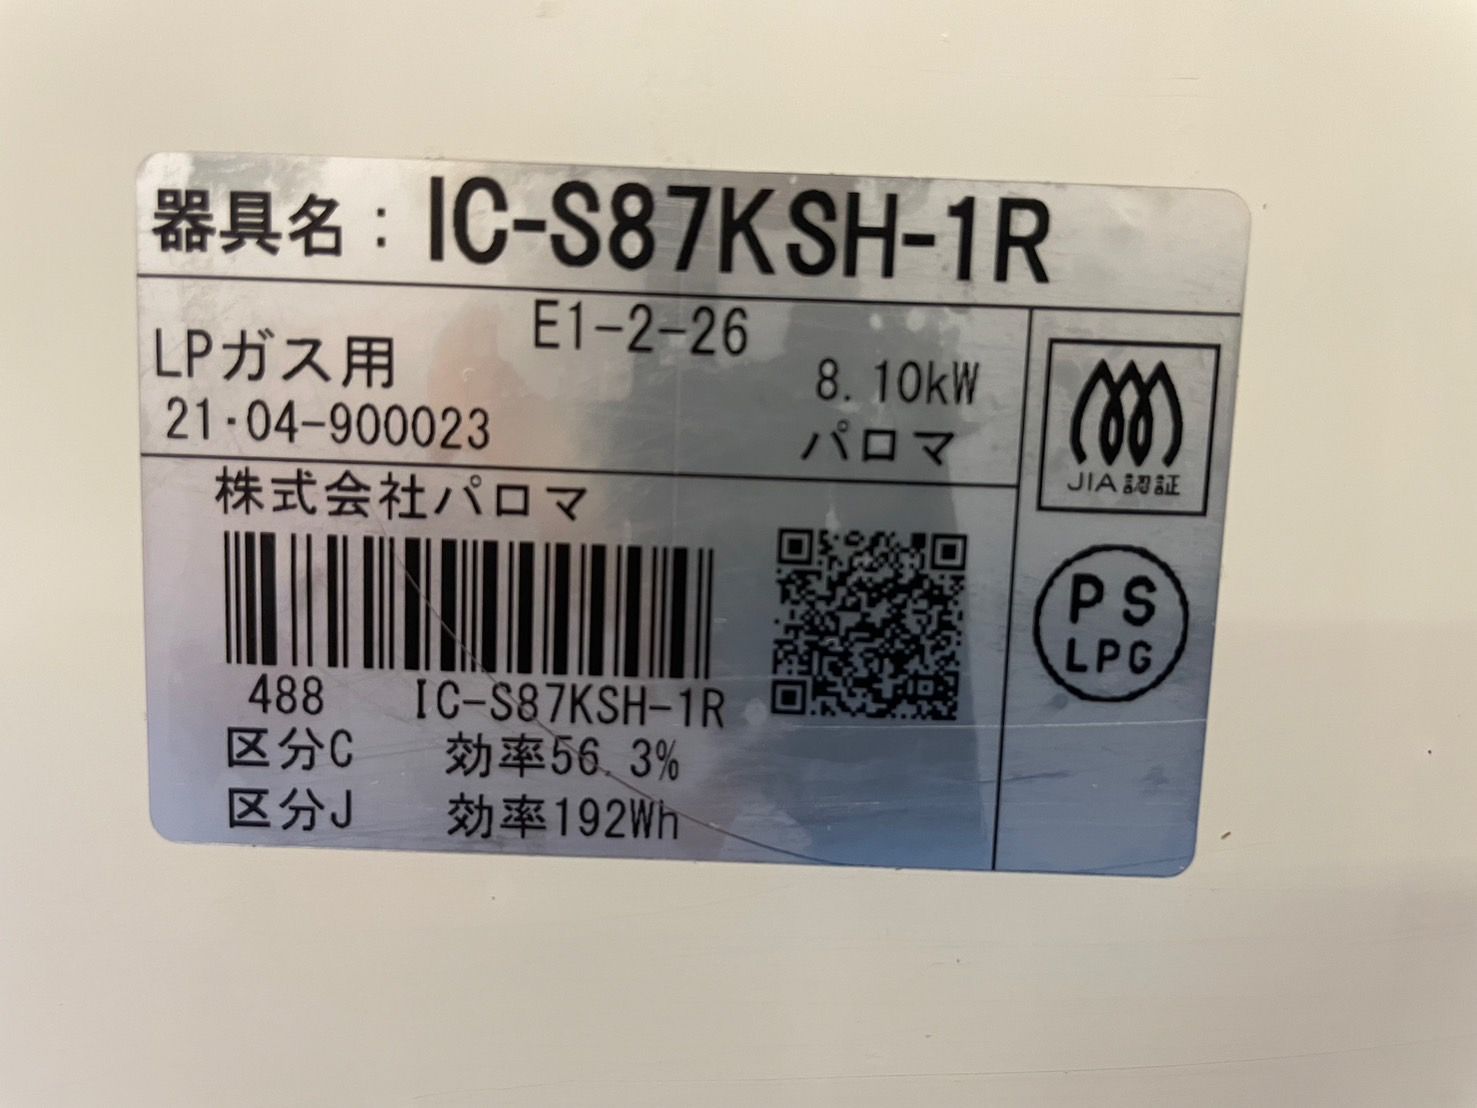 器具名：IC-S87KSH-1R
E1-2-26
LPガス用
8.10kW
21・04-900023
パロマ
JIA認証
株式会社パロマ
PS
LPG
488 IC-S87KSH-1R
区分C 効率56.3%
区分J 効率192Wh